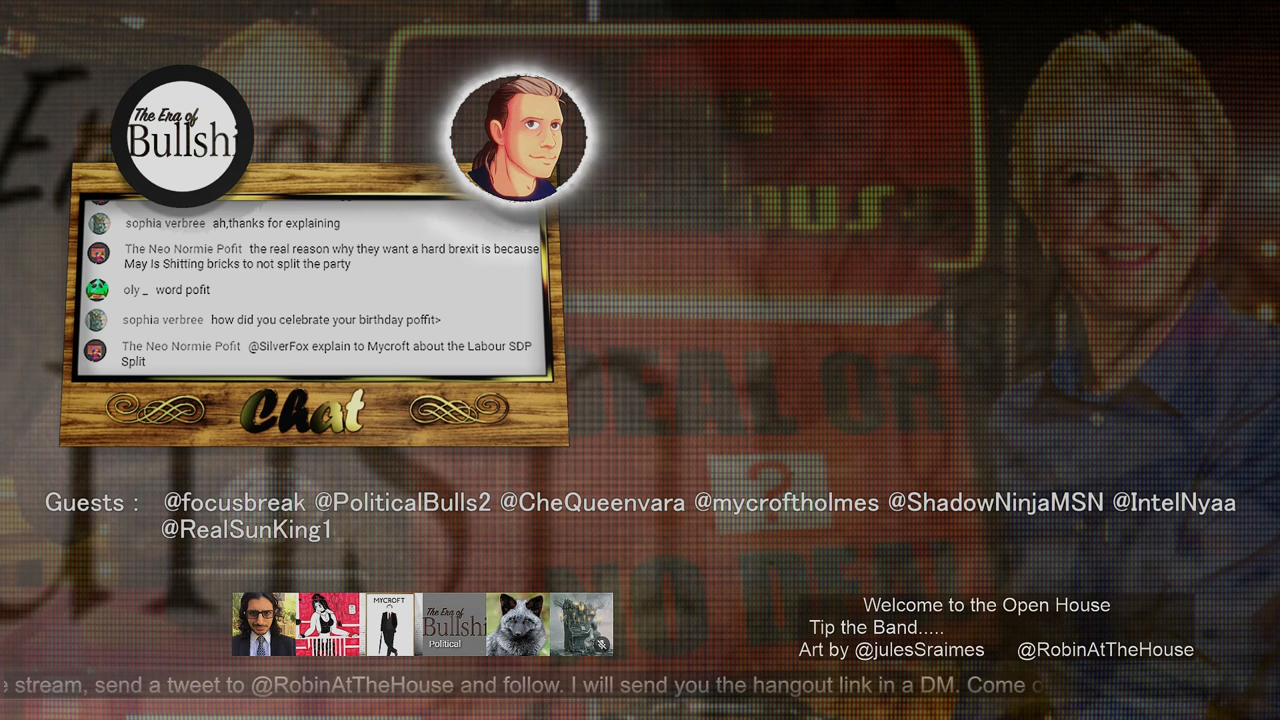 The Era of
Bullshi
sophia verbree ah,thanks for explaining
The Neo Normie Pofit the real reason why they want a hard brexit is because
May Is Shitting bricks to not split the party
oly _ word pofit
sophia verbree how did you celebrate your birthday poffit>
The Neo Normie Pofit @SilverFox explain to Mycroft about the Labour SDP
Split
Chat
DEAL OR
?
NO DEAL
Guests : @focusbreak @PoliticalBulls2 @CheQueenvara @mycroftholmes @ShadowNinjaMSN @IntelNyaa
@RealSunKing1
MYCROFT
The Era of
Bullshi
Political
Welcome to the Open House
Tip the Band.....
Art by @julesSraimes @RobinAtTheHouse
e stream, send a tweet to @RobinAtTheHouse and follow. I will send you the hangout link in a DM. Come o